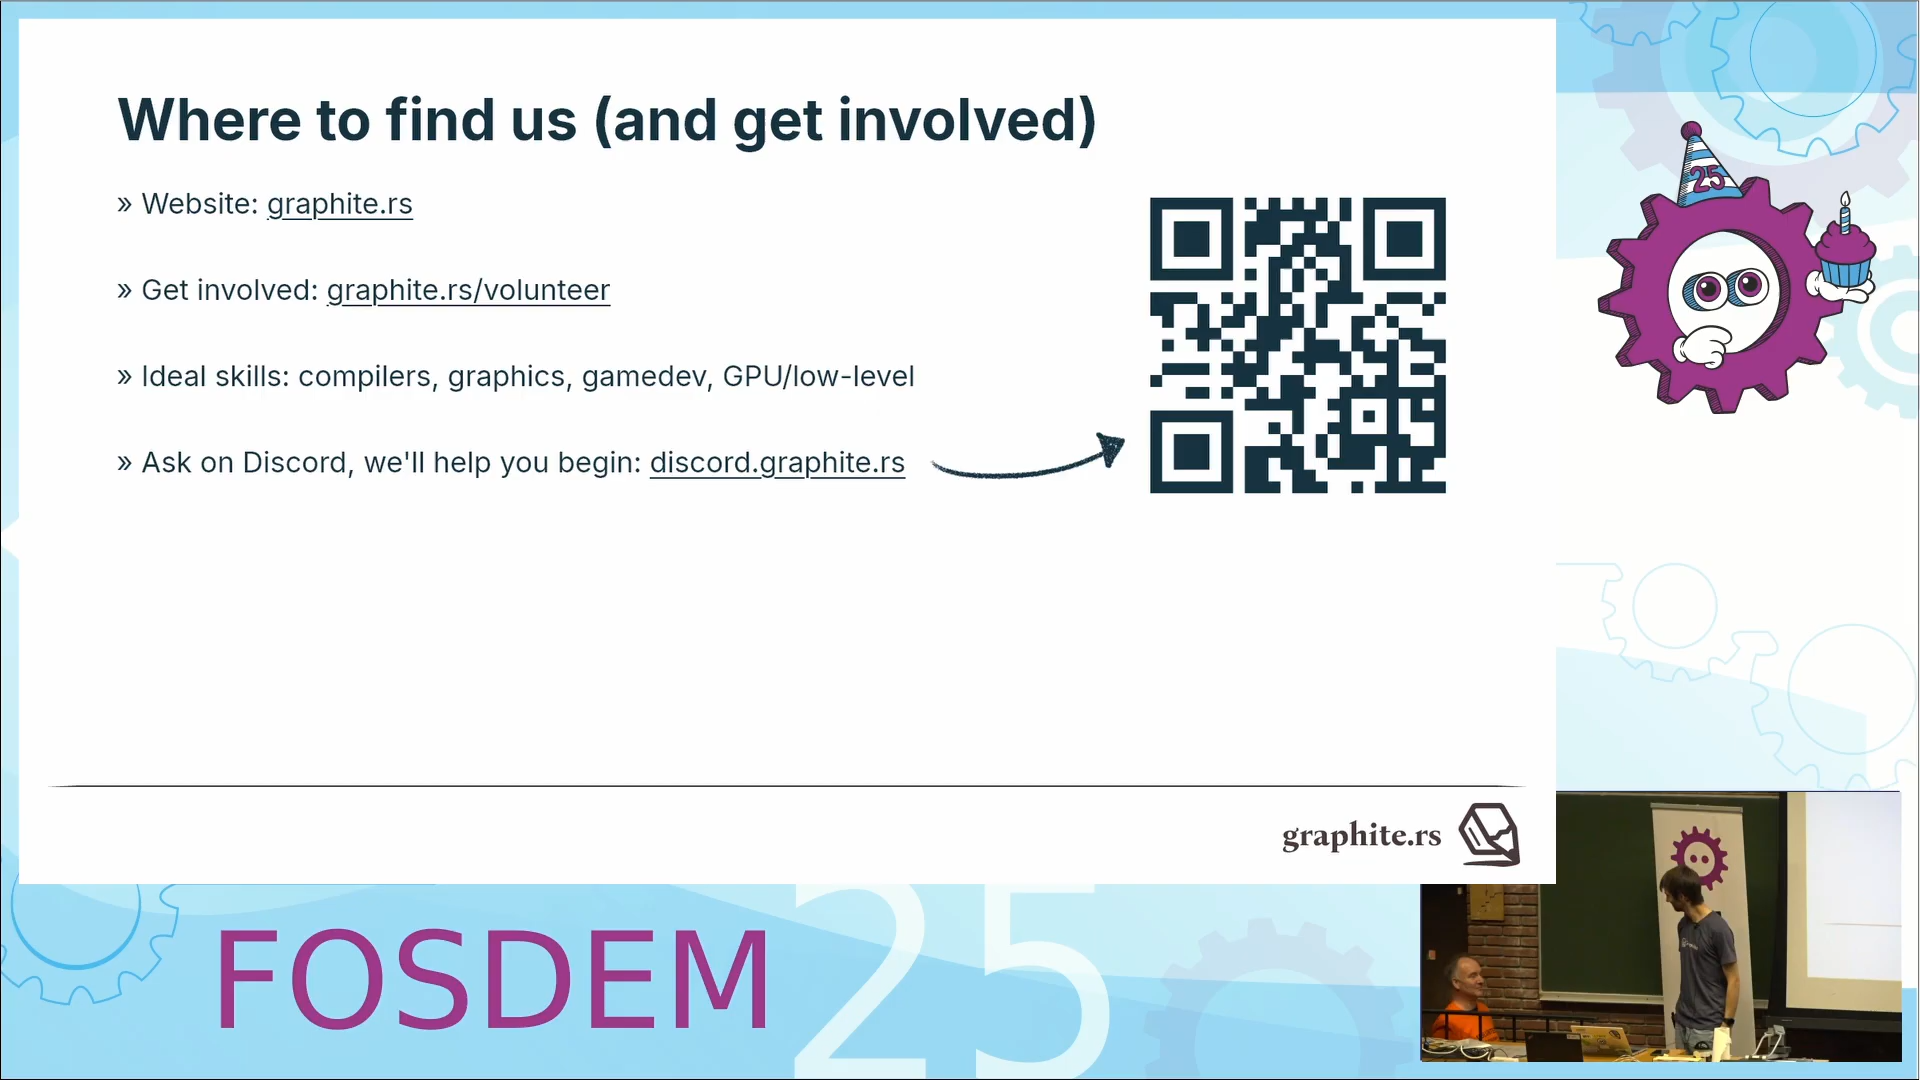 Where to find us (and get involved)
» Website: graphite.rs
» Get involved: graphite.rs/volunteer
» Ideal skills: compilers, graphics, gamedev, GPU/low-level
» Ask on Discord, we'll help you begin: discord.graphite.rs
25
graphite.rs
FOSDEM 25